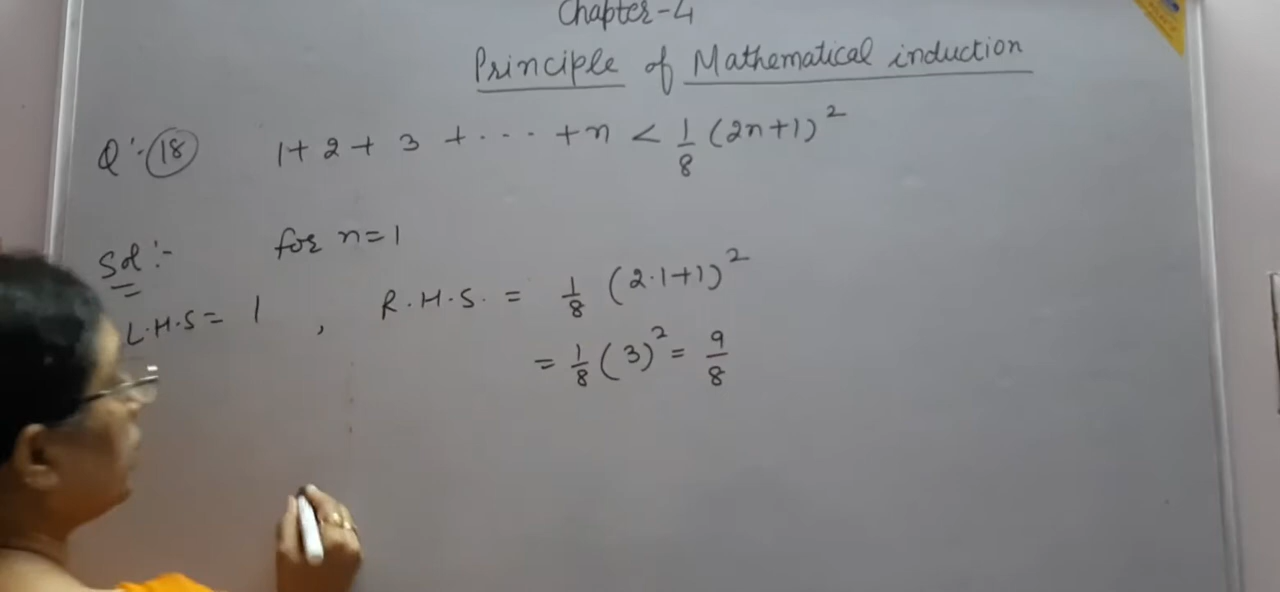 Chapter-4
Principle of Mathematical induction
Q:- 18 1+2+3+...+n < 1/8 (2n+1)²
Sol:- for n=1
L.H.S = 1 , R.H.S. = 1/8 (2·1+1)²
= 1/8 (3)² = 9/8